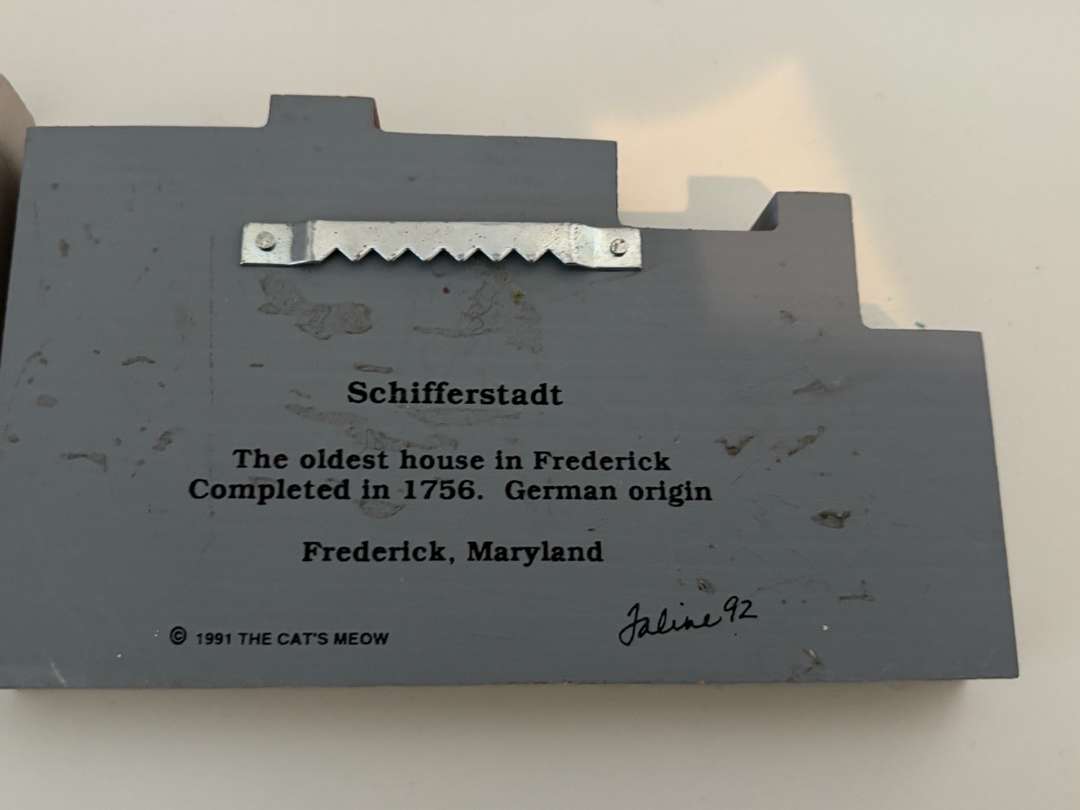 Schifferstadt
The oldest house in Frederick
Completed in 1756. German origin
Frederick, Maryland
© 1991 THE CAT'S MEOW
Faline 92